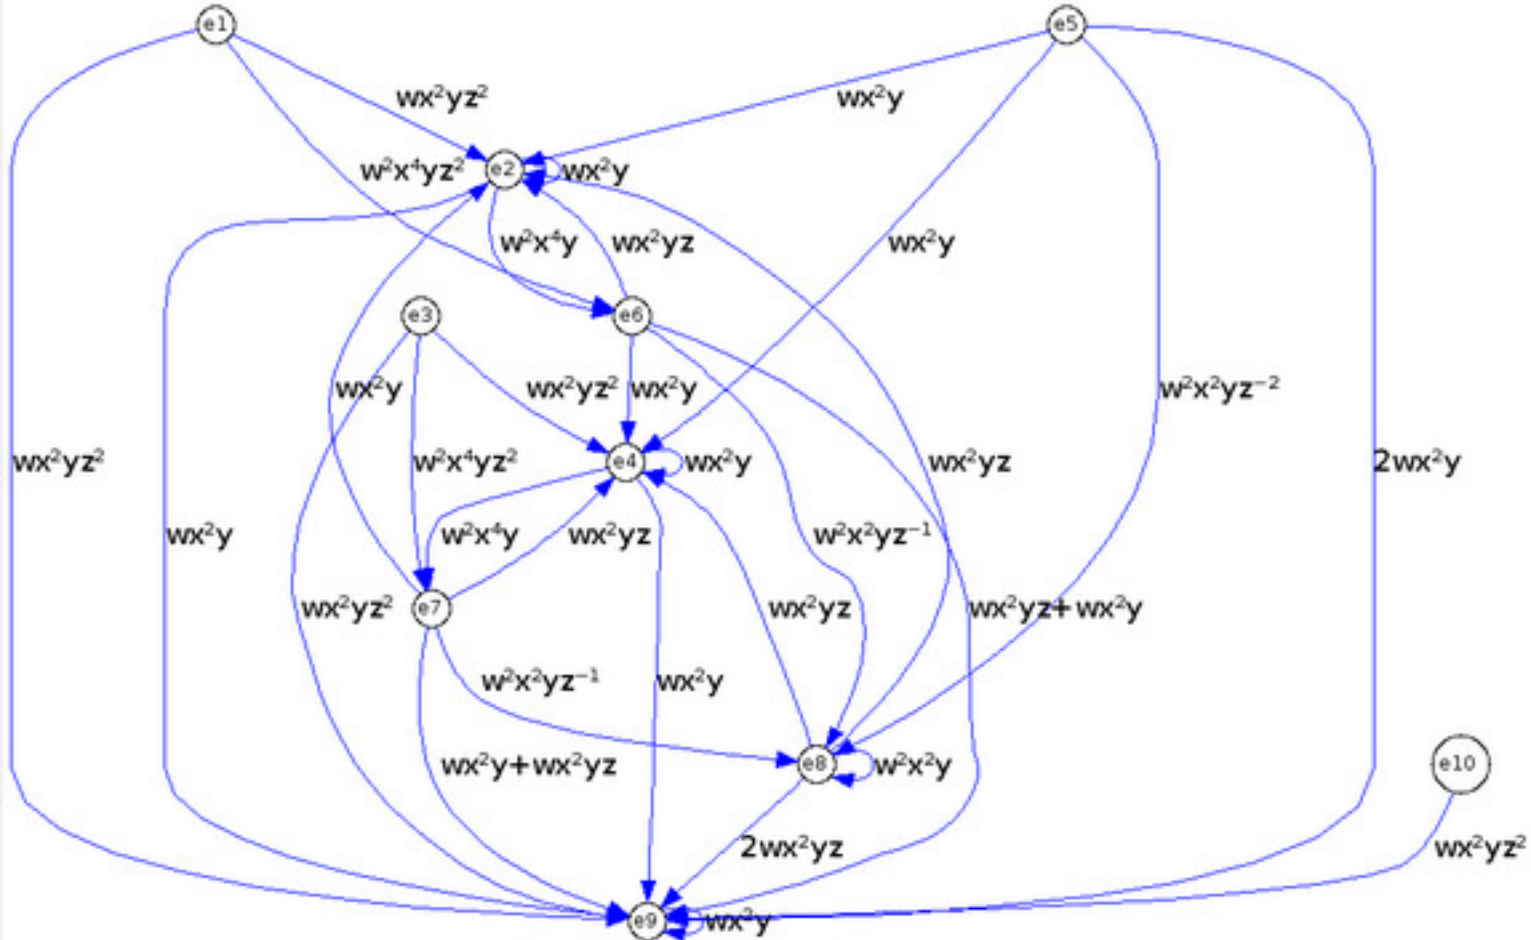 e1 e5
wx²yz² wx²y
w²x⁴yz² e2 wx²y
w²x⁴y wx²yz wx²y
e3 e6
wx²y wx²yz² wx²y w²x²yz⁻²
wx²yz² w²x⁴yz² e4 wx²y wx²yz 2wx²y
wx²y w²x⁴y wx²yz w²x²yz⁻¹
wx²yz² e7 wx²yz wx²yz+wx²y
w²x²yz⁻¹ wx²y
wx²y+wx²yz e8 w²x²y e10
2wx²yz wx²yz²
e9 wx²y